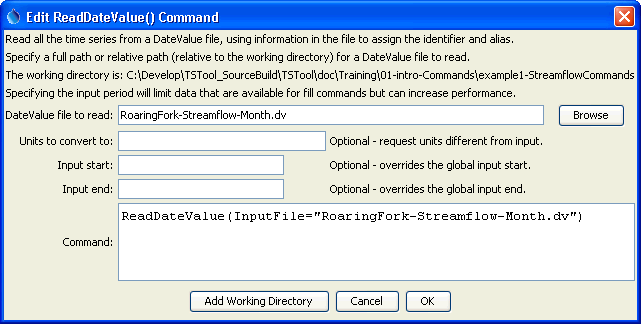 Edit ReadDateValue() Command
Read all the time series from a DateValue file, using information in the file to assign the identifier and alias.
Specify a full path or relative path (relative to the working directory) for a DateValue file to read.
The working directory is: C:\Develop\TSTool_SourceBuild\TSTool\doc\Training\01-intro-Commands\example1-StreamflowCommands
Specifying the input period will limit data that are available for fill commands but can increase performance.
DateValue file to read: RoaringFork-Streamflow-Month.dv Browse
Units to convert to: Optional - request units different from input.
Input start: Optional - overrides the global input start.
Input end: Optional - overrides the global input end.
Command: ReadDateValue(InputFile="RoaringFork-Streamflow-Month.dv")
Add Working Directory Cancel OK